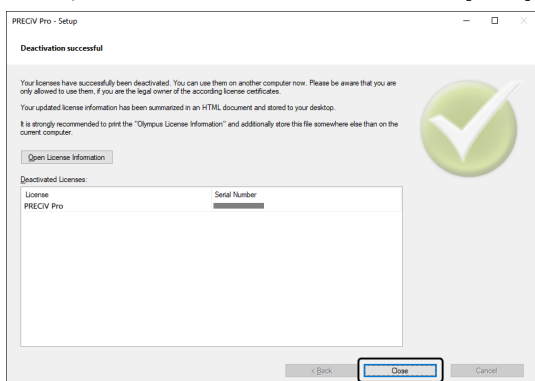 PRECiV Pro - Setup
Deactivation successful
Your licenses have successfully been deactivated. You can use them on another computer now. Please be aware that you are
only allowed to use them, if you are the legal owner of the according license certificates.
Your updated license information has been summarized in an HTML document and stored to your desktop.
It is strongly recommended to print the "Olympus License Information" and additionally store this file somewhere else than on the
current computer.
Open License Information
Deactivated Licenses:
License Serial Number
PRECiV Pro
< Back Close Cancel